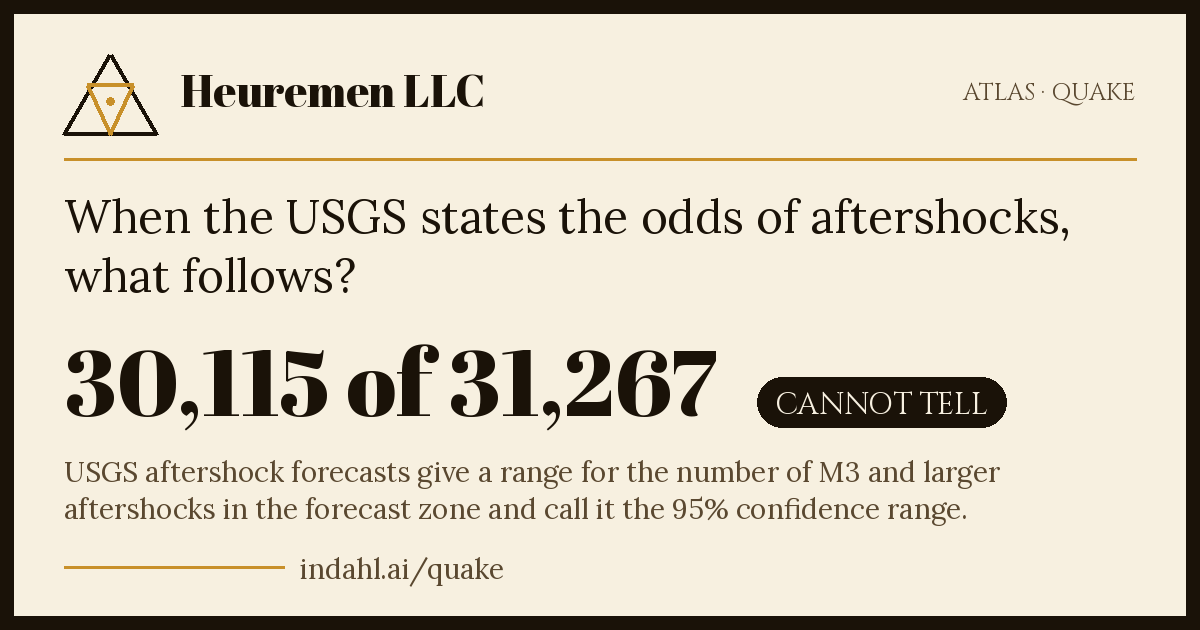 Heuremen LLC
ATLAS · QUAKE
When the USGS states the odds of aftershocks,
what follows?
30,115 of 31,267
CANNOT TELL
USGS aftershock forecasts give a range for the number of M3 and larger
aftershocks in the forecast zone and call it the 95% confidence range.
indahl.ai/quake